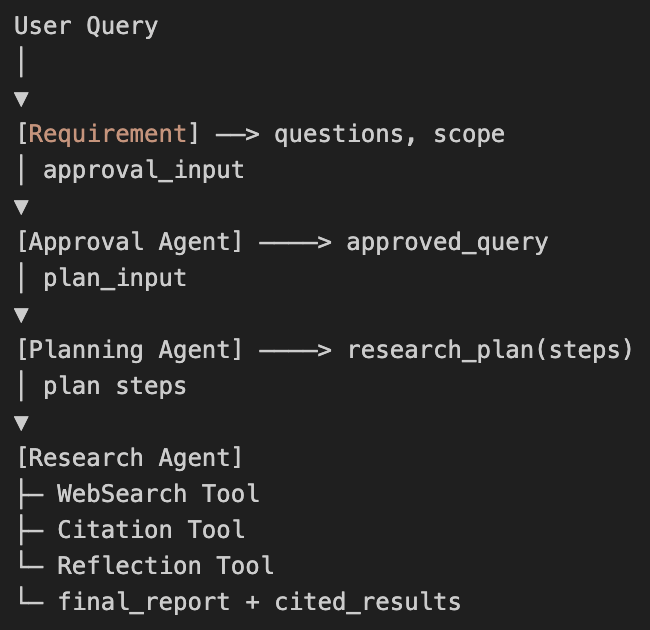 User Query
│
▼
[Requirement] ──> questions, scope
│ approval_input
▼
[Approval Agent] ────> approved_query
│ plan_input
▼
[Planning Agent] ────> research_plan(steps)
│ plan steps
▼
[Research Agent]
├─ WebSearch Tool
├─ Citation Tool
└─ Reflection Tool
└─ final_report + cited_results